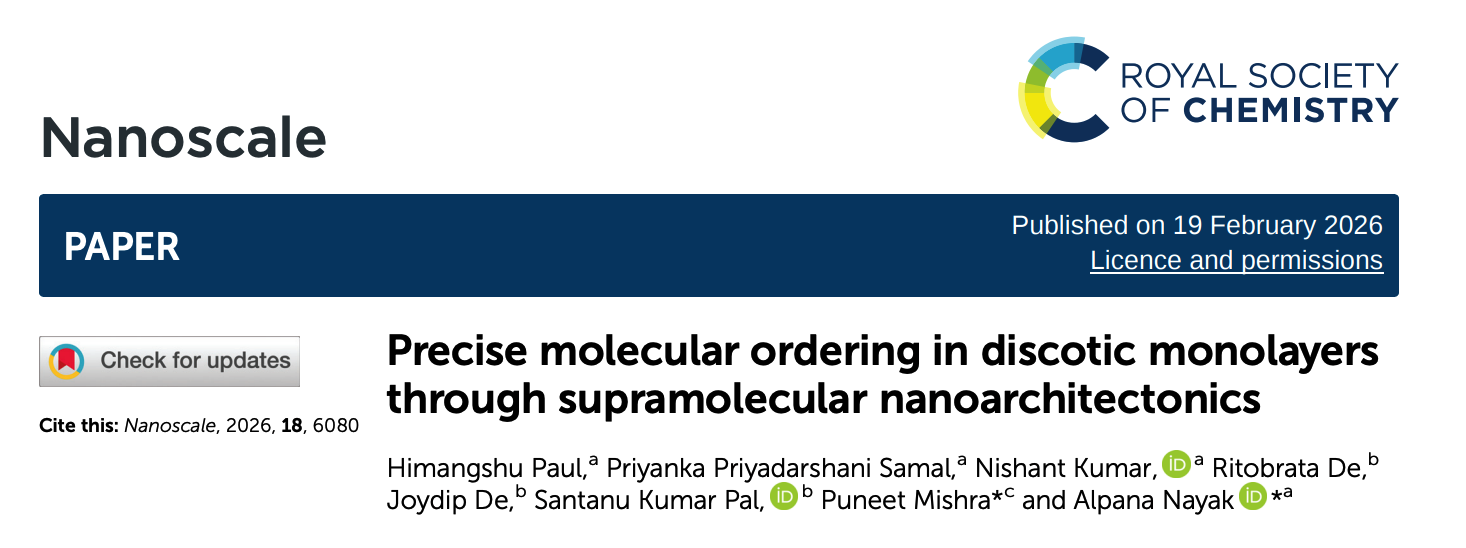 ROYAL SOCIETY
OF CHEMISTRY
Nanoscale
PAPER
Published on 19 February 2026
Licence and permissions
Check for updates
Cite this: Nanoscale, 2026, 18, 6080
Precise molecular ordering in discotic monolayers
through supramolecular nanoarchitectonics
Himangshu Paul,ᵃ Priyanka Priyadarshani Samal,ᵃ Nishant Kumar, iD ᵃ Ritobrata De,ᵇ
Joydip De,ᵇ Santanu Kumar Pal, iD ᵇ Puneet Mishra*ᶜ and Alpana Nayak iD *ᵃ